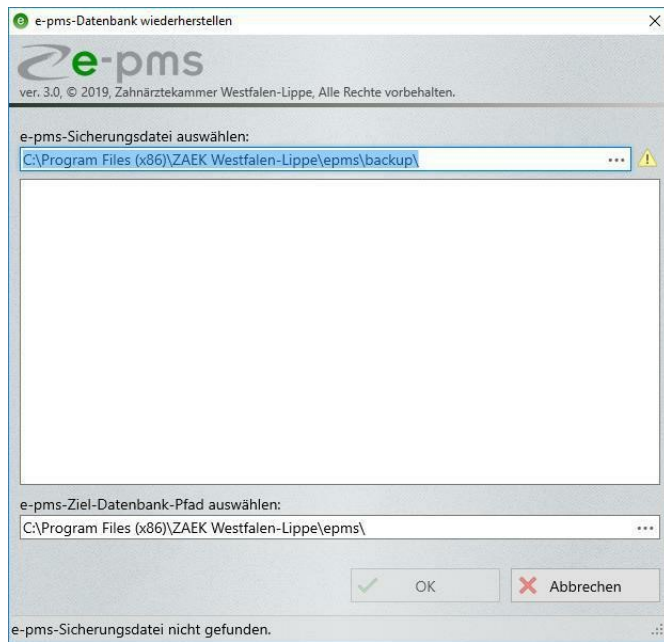 e-pms-Datenbank wiederherstellen
e-pms
ver. 3.0, © 2019, Zahnärztekammer Westfalen-Lippe, Alle Rechte vorbehalten.
e-pms-Sicherungsdatei auswählen:
C:\Program Files (x86)\ZAEK Westfalen-Lippe\epms\backup\
e-pms-Ziel-Datenbank-Pfad auswählen:
C:\Program Files (x86)\ZAEK Westfalen-Lippe\epms\
OK Abbrechen
e-pms-Sicherungsdatei nicht gefunden.